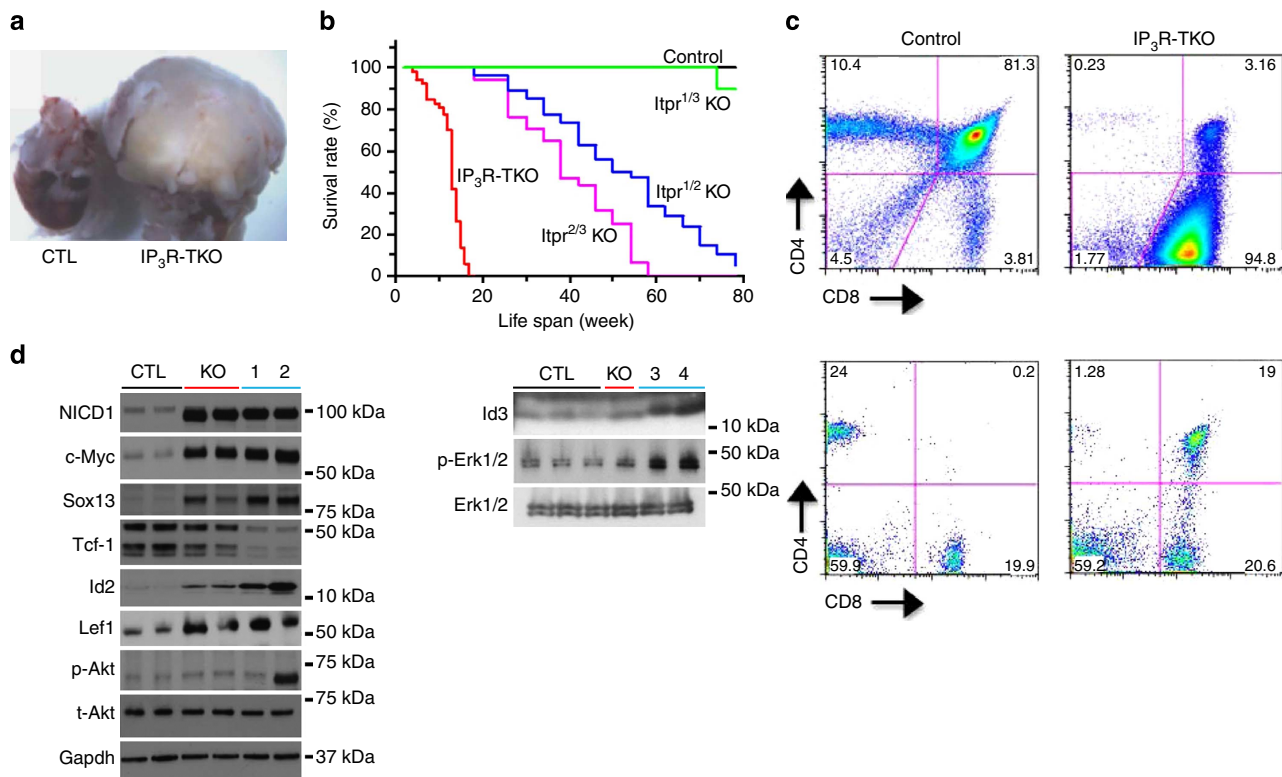 a
CTL IP3R-TKO
b
Surival rate (%)
100
80
60
40
20
0
0 20 40 60 80
Life span (week)
Control
Itpr1/3 KO
IP3R-TKO
Itpr1/2 KO
Itpr2/3 KO
c
Control IP3R-TKO
10.4 81.3
4.5 3.81
0.23 3.16
1.77 94.8
CD4
CD8
24 0.2
59.9 19.9
1.28 19
59.2 20.6
CD4
CD8
d
CTL KO 1 2
NICD1 100 kDa
c-Myc 50 kDa
Sox13 75 kDa
Tcf-1 50 kDa
Id2 10 kDa
Lef1 50 kDa
p-Akt 75 kDa
t-Akt 75 kDa
Gapdh 37 kDa
CTL KO 3 4
Id3 10 kDa
p-Erk1/2 50 kDa
Erk1/2 50 kDa